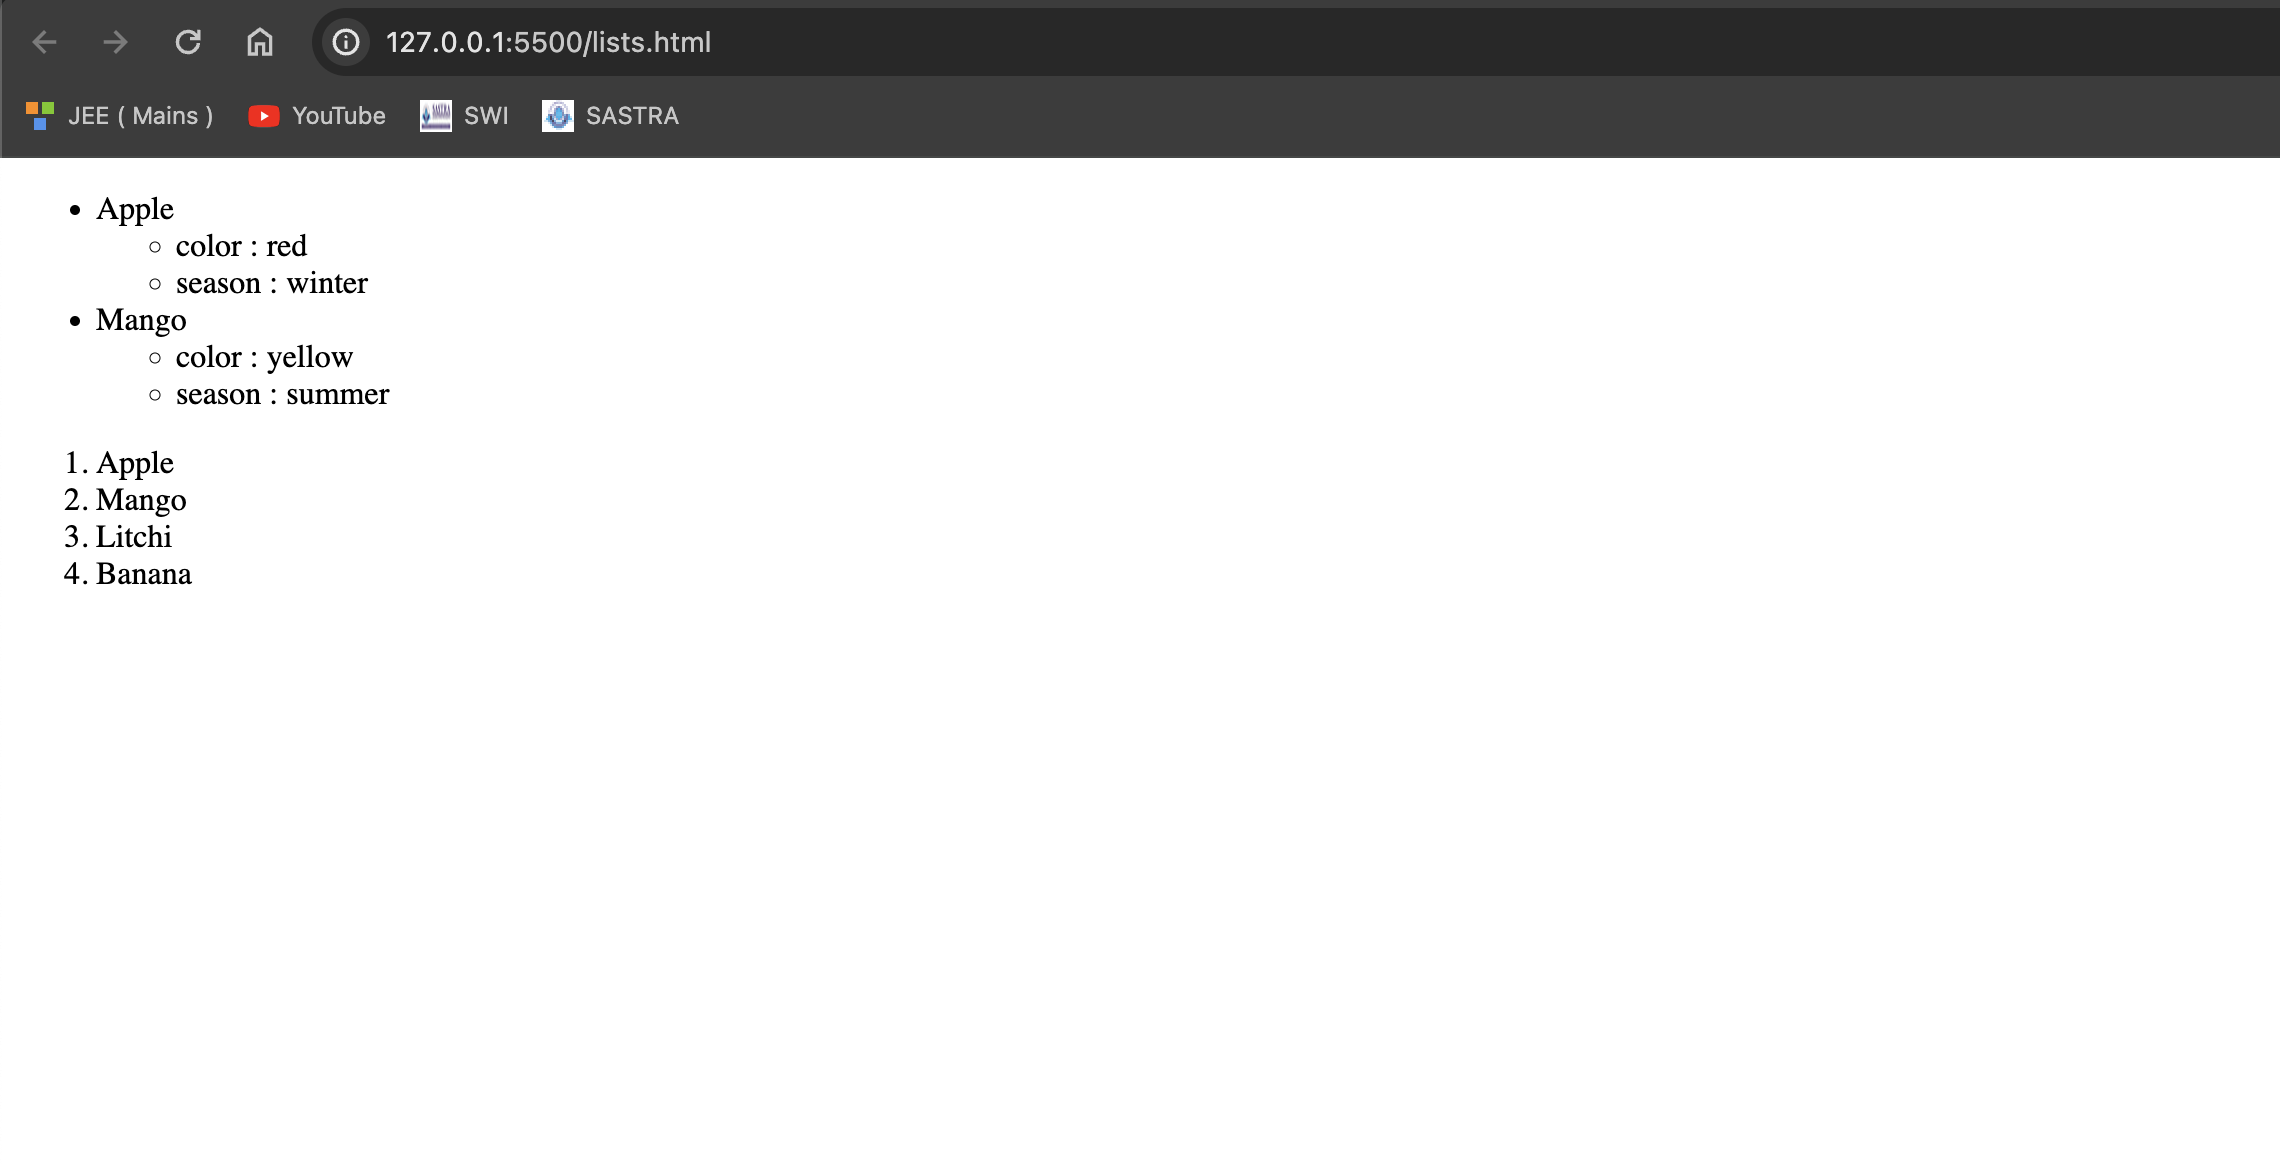 127.0.0.1:5500/lists.html
JEE ( Mains ) YouTube SWI SASTRA
• Apple
◦ color : red
◦ season : winter
• Mango
◦ color : yellow
◦ season : summer
1. Apple
2. Mango
3. Litchi
4. Banana